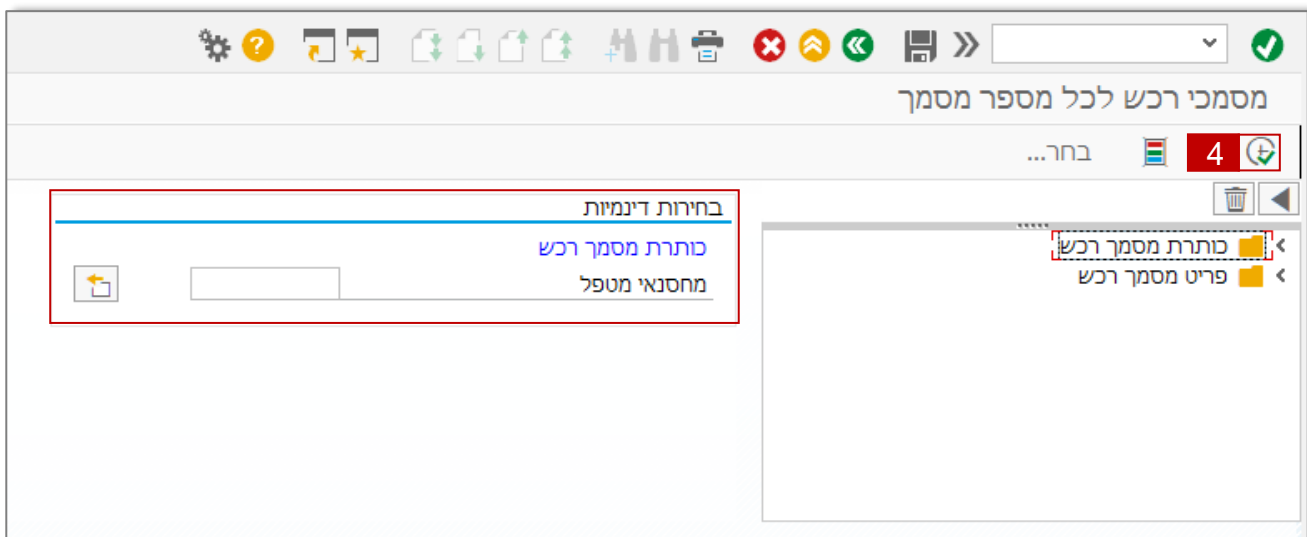 מסמכי רכש לכל מספר מסמך
4
בחר...
כותרת מסמך רכש
פריט מסמך רכש
בחירות דינמיות
כותרת מסמך רכש
מחסנאי מטפל